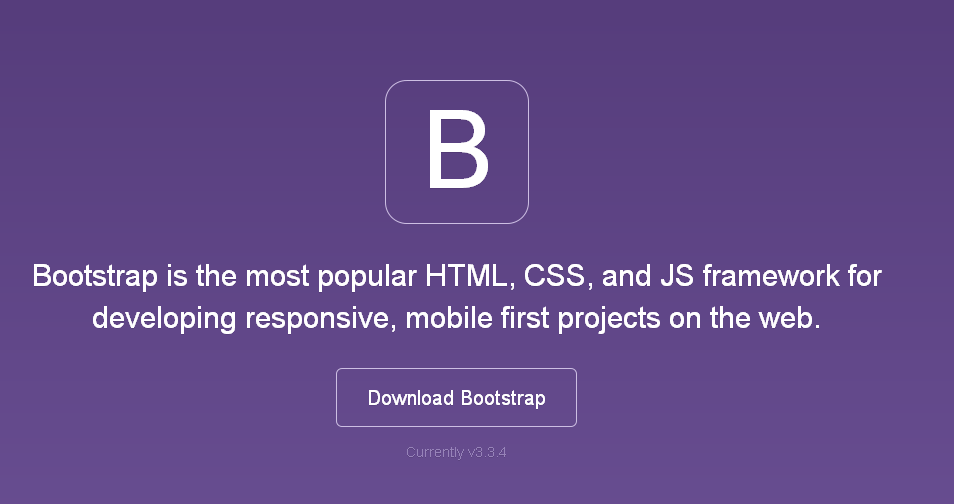 B
Bootstrap is the most popular HTML, CSS, and JS framework for
developing responsive, mobile first projects on the web.
Download Bootstrap
Currently v3.3.4